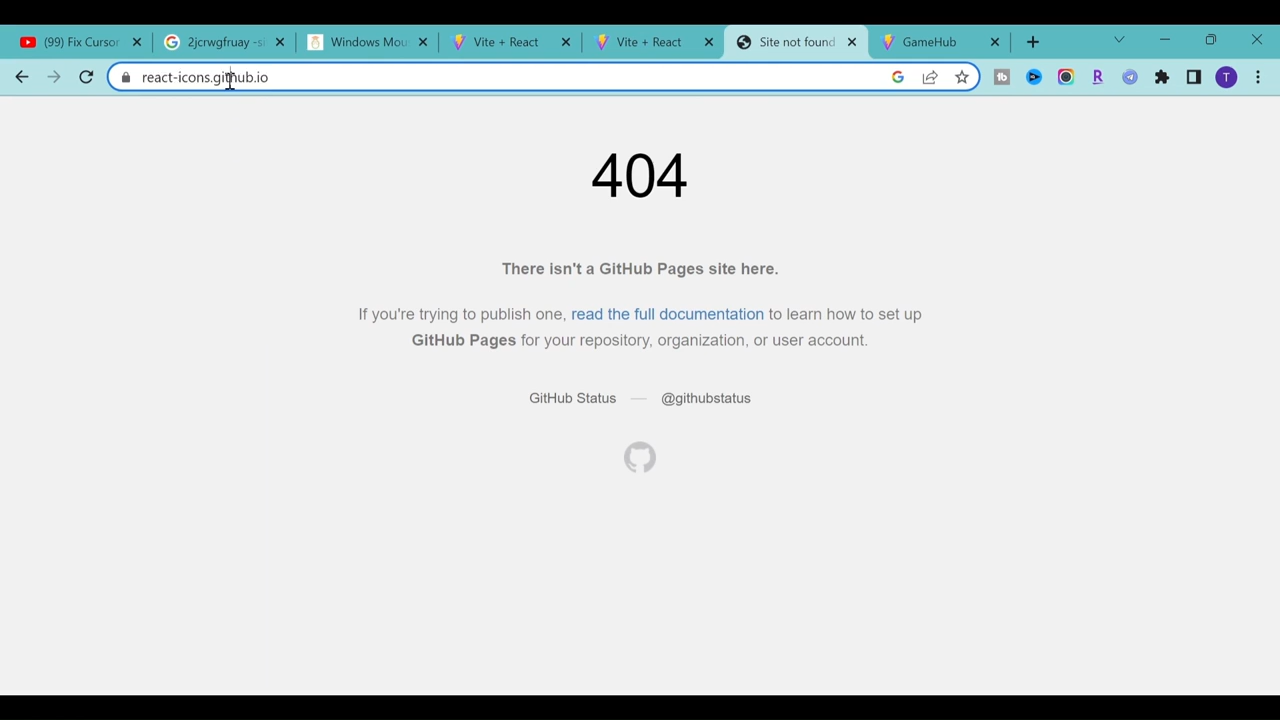 (99) Fix Cursor
2jcrwgfruay -si
Windows Mou
Vite + React
Vite + React
Site not found
GameHub
react-icons.github.io
tb
R
T
404
There isn't a GitHub Pages site here.
If you're trying to publish one, read the full documentation to learn how to set up
GitHub Pages for your repository, organization, or user account.
GitHub Status — @githubstatus